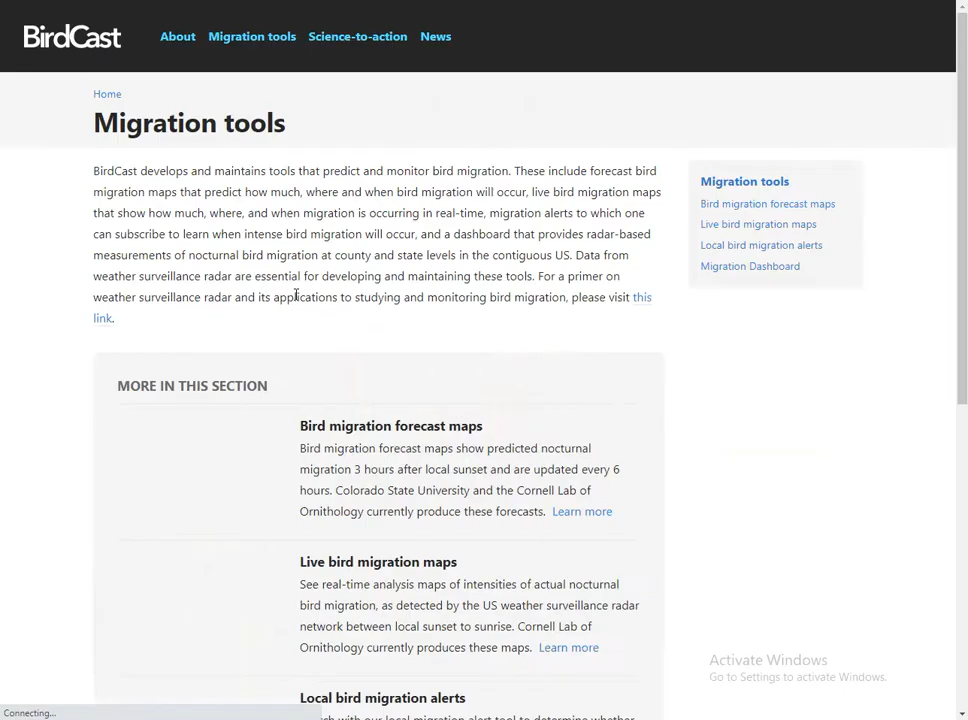 BirdCast
About Migration tools Science-to-action News
Home
Migration tools
BirdCast develops and maintains tools that predict and monitor bird migration. These include forecast bird
migration maps that predict how much, where and when bird migration will occur, live bird migration maps
that show how much, where, and when migration is occurring in real-time, migration alerts to which one
can subscribe to learn when intense bird migration will occur, and a dashboard that provides radar-based
measurements of nocturnal bird migration at county and state levels in the contiguous US. Data from
weather surveillance radar are essential for developing and maintaining these tools. For a primer on
weather surveillance radar and its applications to studying and monitoring bird migration, please visit this
link.
Migration tools
Bird migration forecast maps
Live bird migration maps
Local bird migration alerts
Migration Dashboard
MORE IN THIS SECTION
Bird migration forecast maps
Bird migration forecast maps show predicted nocturnal
migration 3 hours after local sunset and are updated every 6
hours. Colorado State University and the Cornell Lab of
Ornithology currently produce these forecasts. Learn more
Live bird migration maps
See real-time analysis maps of intensities of actual nocturnal
bird migration, as detected by the US weather surveillance radar
network between local sunset to sunrise. Cornell Lab of
Ornithology currently produces these maps. Learn more
Local bird migration alerts
with our local migration alert tool to determine whether
Activate Windows
Go to Settings to activate Windows.
Connecting...